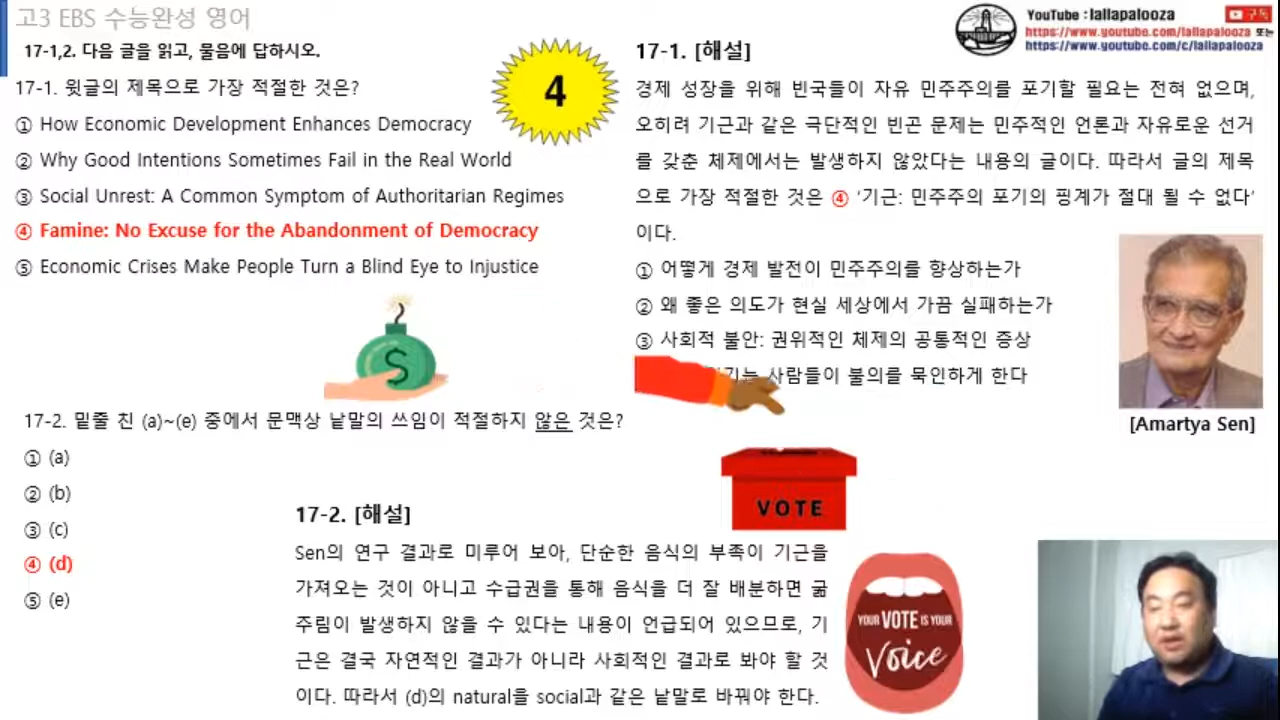 고3 EBS 수능완성 영어
YouTube : lallapalooza
구독
https://www.youtube.com/lallapalooza 또는
https://www.youtube.com/c/lallapalooza
17-1,2. 다음 글을 읽고, 물음에 답하시오.
17-1. 윗글의 제목으로 가장 적절한 것은?
① How Economic Development Enhances Democracy
② Why Good Intentions Sometimes Fail in the Real World
③ Social Unrest: A Common Symptom of Authoritarian Regimes
④ Famine: No Excuse for the Abandonment of Democracy
⑤ Economic Crises Make People Turn a Blind Eye to Injustice
4
17-1. [해설]
경제 성장을 위해 빈국들이 자유 민주주의를 포기할 필요는 전혀 없으며,
오히려 기근과 같은 극단적인 빈곤 문제는 민주적인 언론과 자유로운 선거
를 갖춘 체제에서는 발생하지 않았다는 내용의 글이다. 따라서 글의 제목
으로 가장 적절한 것은 ④ ‘기근: 민주주의 포기의 핑계가 절대 될 수 없다’
이다.
① 어떻게 경제 발전이 민주주의를 향상하는가
② 왜 좋은 의도가 현실 세상에서 가끔 실패하는가
③ 사회적 불안: 권위적인 체제의 공통적인 증상
사람들이 불의를 묵인하게 한다
[Amartya Sen]
17-2. 밑줄 친 (a)~(e) 중에서 문맥상 낱말의 쓰임이 적절하지 않은 것은?
① (a)
② (b)
③ (c)
④ (d)
⑤ (e)
$
VOTE
17-2. [해설]
Sen의 연구 결과로 미루어 보아, 단순한 음식의 부족이 기근을
가져오는 것이 아니고 수급권을 통해 음식을 더 잘 배분하면 굶
주림이 발생하지 않을 수 있다는 내용이 언급되어 있으므로, 기
근은 결국 자연적인 결과가 아니라 사회적인 결과로 봐야 할 것
이다. 따라서 (d)의 natural을 social과 같은 낱말로 바꿔야 한다.
YOUR VOTE IS YOUR
Voice